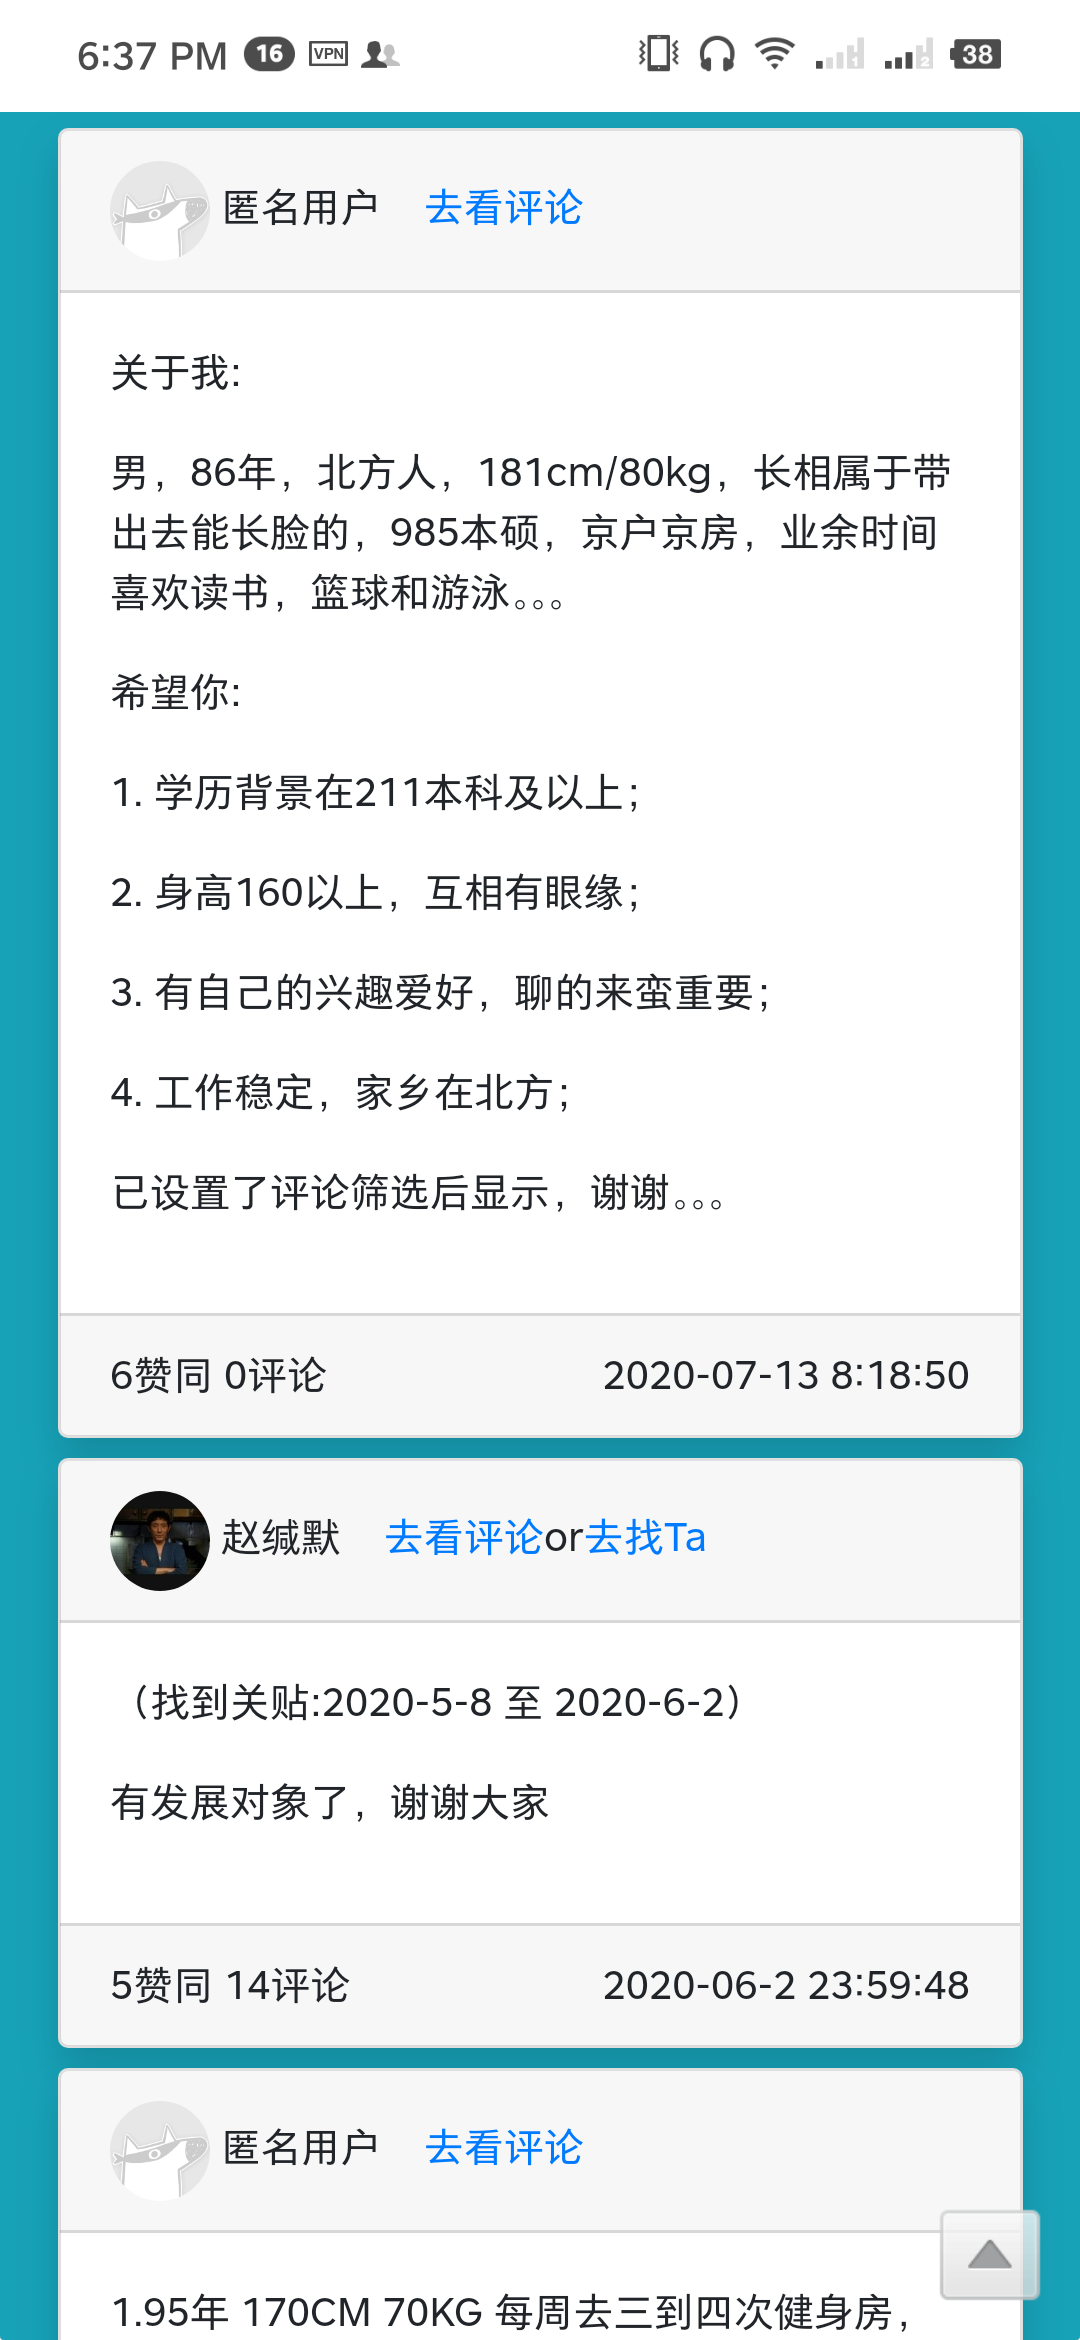 6:37 PM 16 VPN 1 2 38
匿名用户 去看评论
关于我:
男，86年，北方人，181cm/80kg，长相属于带
出去能长脸的，985本硕，京户京房，业余时间
喜欢读书，篮球和游泳。。。
希望你:
1. 学历背景在211本科及以上；
2. 身高160以上，互相有眼缘；
3. 有自己的兴趣爱好，聊的来蛮重要；
4. 工作稳定，家乡在北方；
已设置了评论筛选后显示，谢谢。。。
6赞同 0评论 2020-07-13 8:18:50
赵缄默 去看评论or去找Ta
（找到关贴:2020-5-8 至 2020-6-2）
有发展对象了，谢谢大家
5赞同 14评论 2020-06-2 23:59:48
匿名用户 去看评论
1.95年 170CM 70KG 每周去三到四次健身房，